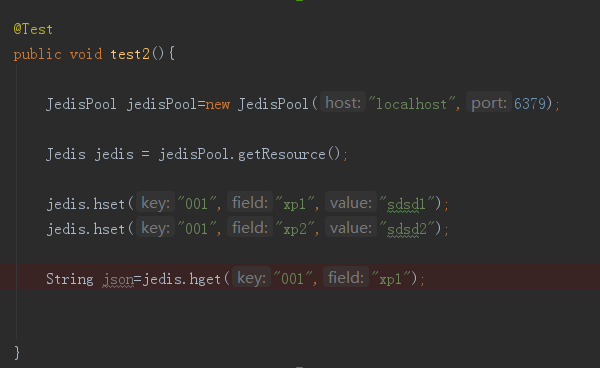 @Test
public void test2(){
JedisPool jedisPool=new JedisPool( host: "localhost", port: 6379);
Jedis jedis = jedisPool.getResource();
jedis.hset( key: "001", field: "xp1", value: "sdsd1");
jedis.hset( key: "001", field: "xp2", value: "sdsd2");
String json=jedis.hget( key: "001", field: "xp1");
}